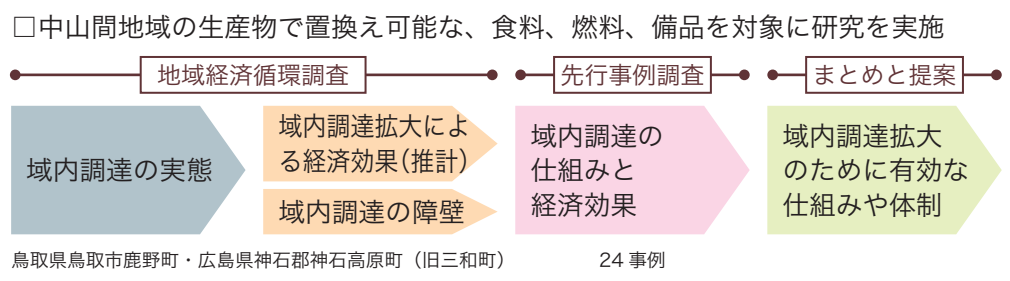 □中山間地域の生産物で置換え可能な、食料、燃料、備品を対象に研究を実施
地域経済循環調査
先行事例調査
まとめと提案
域内調達の実態
域内調達拡大によ
る経済効果（推計）
域内調達の障壁
域内調達の
仕組みと
経済効果
域内調達拡大
のために有効な
仕組みや体制
鳥取県鳥取市鹿野町・広島県神石郡神石高原町（旧三和町）
24 事例